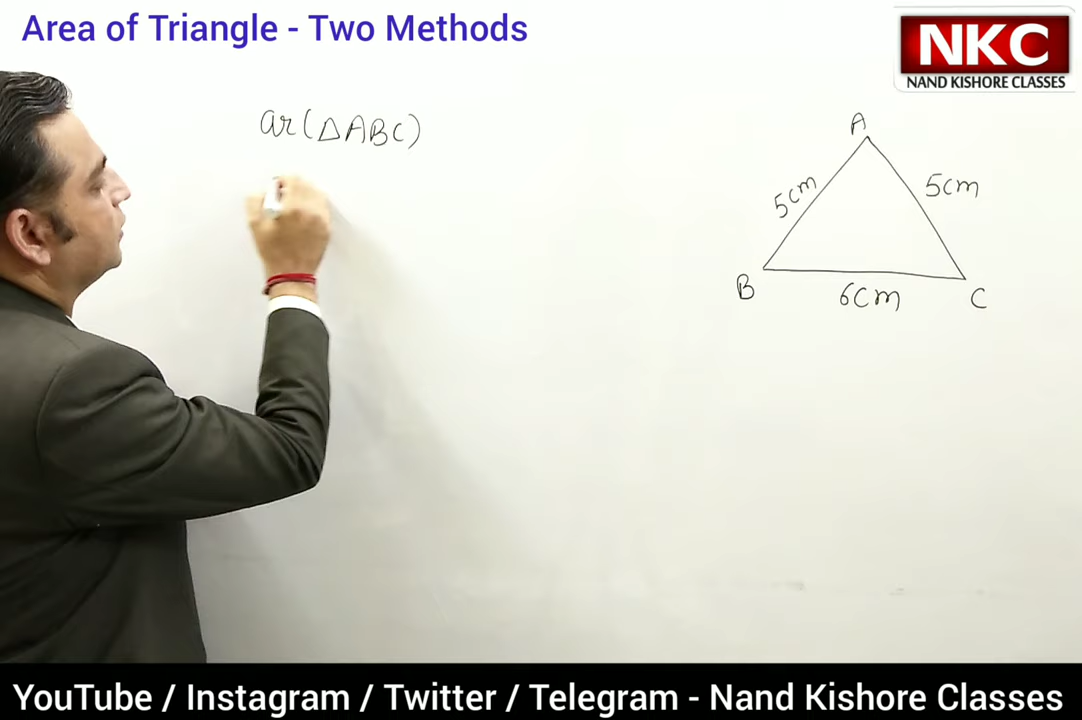 Area of Triangle - Two Methods
NKC
NAND KISHORE CLASSES
ar(△ABC)
A
5cm
5cm
B
6cm
C
YouTube / Instagram / Twitter / Telegram - Nand Kishore Classes